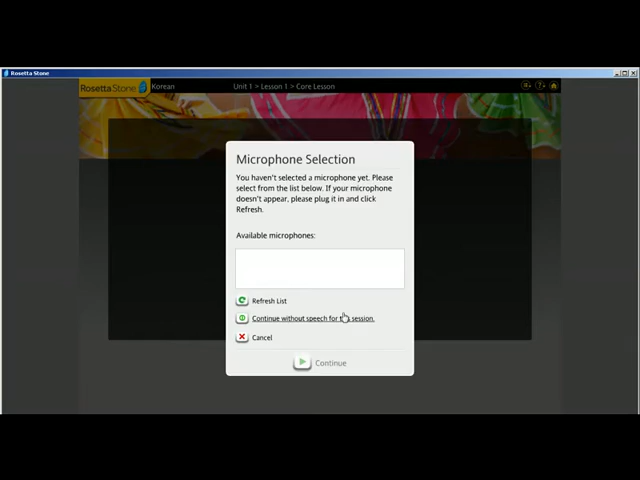 Rosetta Stone
RosettaStone Korean Unit 1 > Lesson 1 > Core Lesson
Microphone Selection
You haven't selected a microphone yet. Please
select from the list below. If your microphone
doesn't appear, please plug it in and click
Refresh.
Available microphones:
Refresh List
Continue without speech for this session.
Cancel
Continue